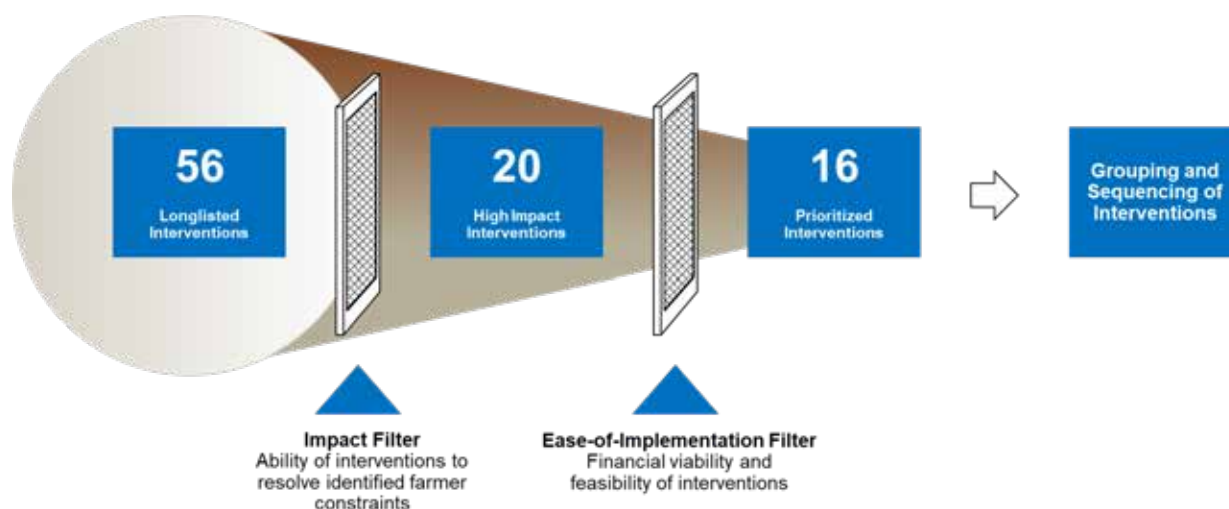 56
Longlisted
Interventions
20
High Impact
Interventions
16
Prioritized
Interventions
Grouping and
Sequencing of
Interventions
Impact Filter
Ability of interventions to
resolve identified farmer
constraints
Ease-of-Implementation Filter
Financial viability and
feasibility of interventions